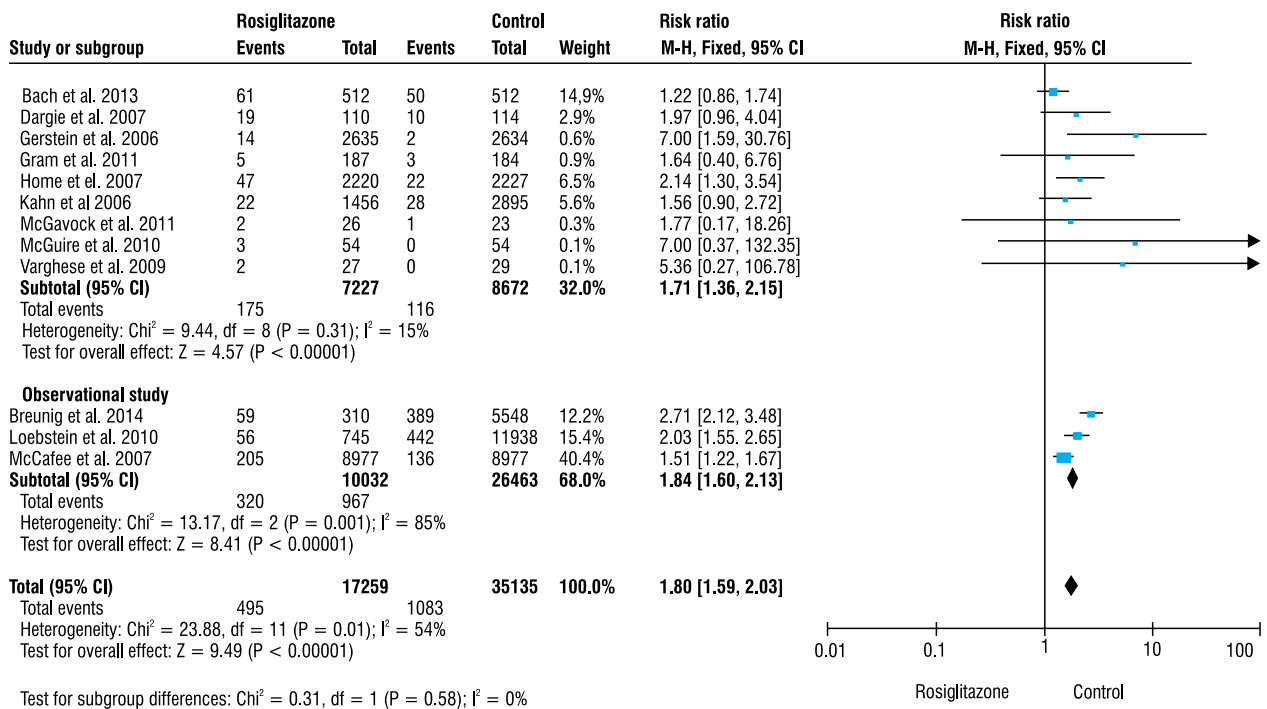 Rosiglitazone Control Risk ratio Risk ratio
Study or subgroup Events Total Events Total Weight M-H, Fixed, 95% CI M-H, Fixed, 95% CI
Bach et al. 2013 61 512 50 512 14,9% 1.22 [0.86, 1.74]
Dargie et al. 2007 19 110 10 114 2.9% 1.97 [0.96, 4.04]
Gerstein et al. 2006 14 2635 2 2634 0.6% 7.00 [1.59, 30.76]
Gram et al. 2011 5 187 3 184 0.9% 1.64 [0.40, 6.76]
Home et el. 2007 47 2220 22 2227 6.5% 2.14 [1.30, 3.54]
Kahn et al 2006 22 1456 28 2895 5.6% 1.56 [0.90, 2.72]
McGavock et al. 2011 2 26 1 23 0.3% 1.77 [0.17, 18.26]
McGuire et al. 2010 3 54 0 54 0.1% 7.00 [0.37, 132.35]
Varghese et al. 2009 2 27 0 29 0.1% 5.36 [0.27, 106.78]
Subtotal (95% CI) 7227 8672 32.0% 1.71 [1.36, 2.15]
Total events 175 116
Heterogeneity: Chi² = 9.44, df = 8 (P = 0.31); I² = 15%
Test for overall effect: Z = 4.57 (P < 0.00001)
Observational study
Breunig et al. 2014 59 310 389 5548 12.2% 2.71 [2.12, 3.48]
Loebstein et al. 2010 56 745 442 11938 15.4% 2.03 [1.55. 2.65]
McCafee et al. 2007 205 8977 136 8977 40.4% 1.51 [1.22, 1.67]
Subtotal (95% CI) 10032 26463 68.0% 1.84 [1.60, 2.13]
Total events 320 967
Heterogeneity: Chi² = 13.17, df = 2 (P = 0.001); I² = 85%
Test for overall effect: Z = 8.41 (P < 0.00001)
Total (95% CI) 17259 35135 100.0% 1.80 [1.59, 2.03]
Total events 495 1083
Heterogeneity: Chi² = 23.88, df = 11 (P = 0.01); I² = 54%
Test for overall effect: Z = 9.49 (P < 0.00001)
0.01 0.1 1 10 100
Rosiglitazone Control
Test for subgroup differences: Chi² = 0.31, df = 1 (P = 0.58); I² = 0%